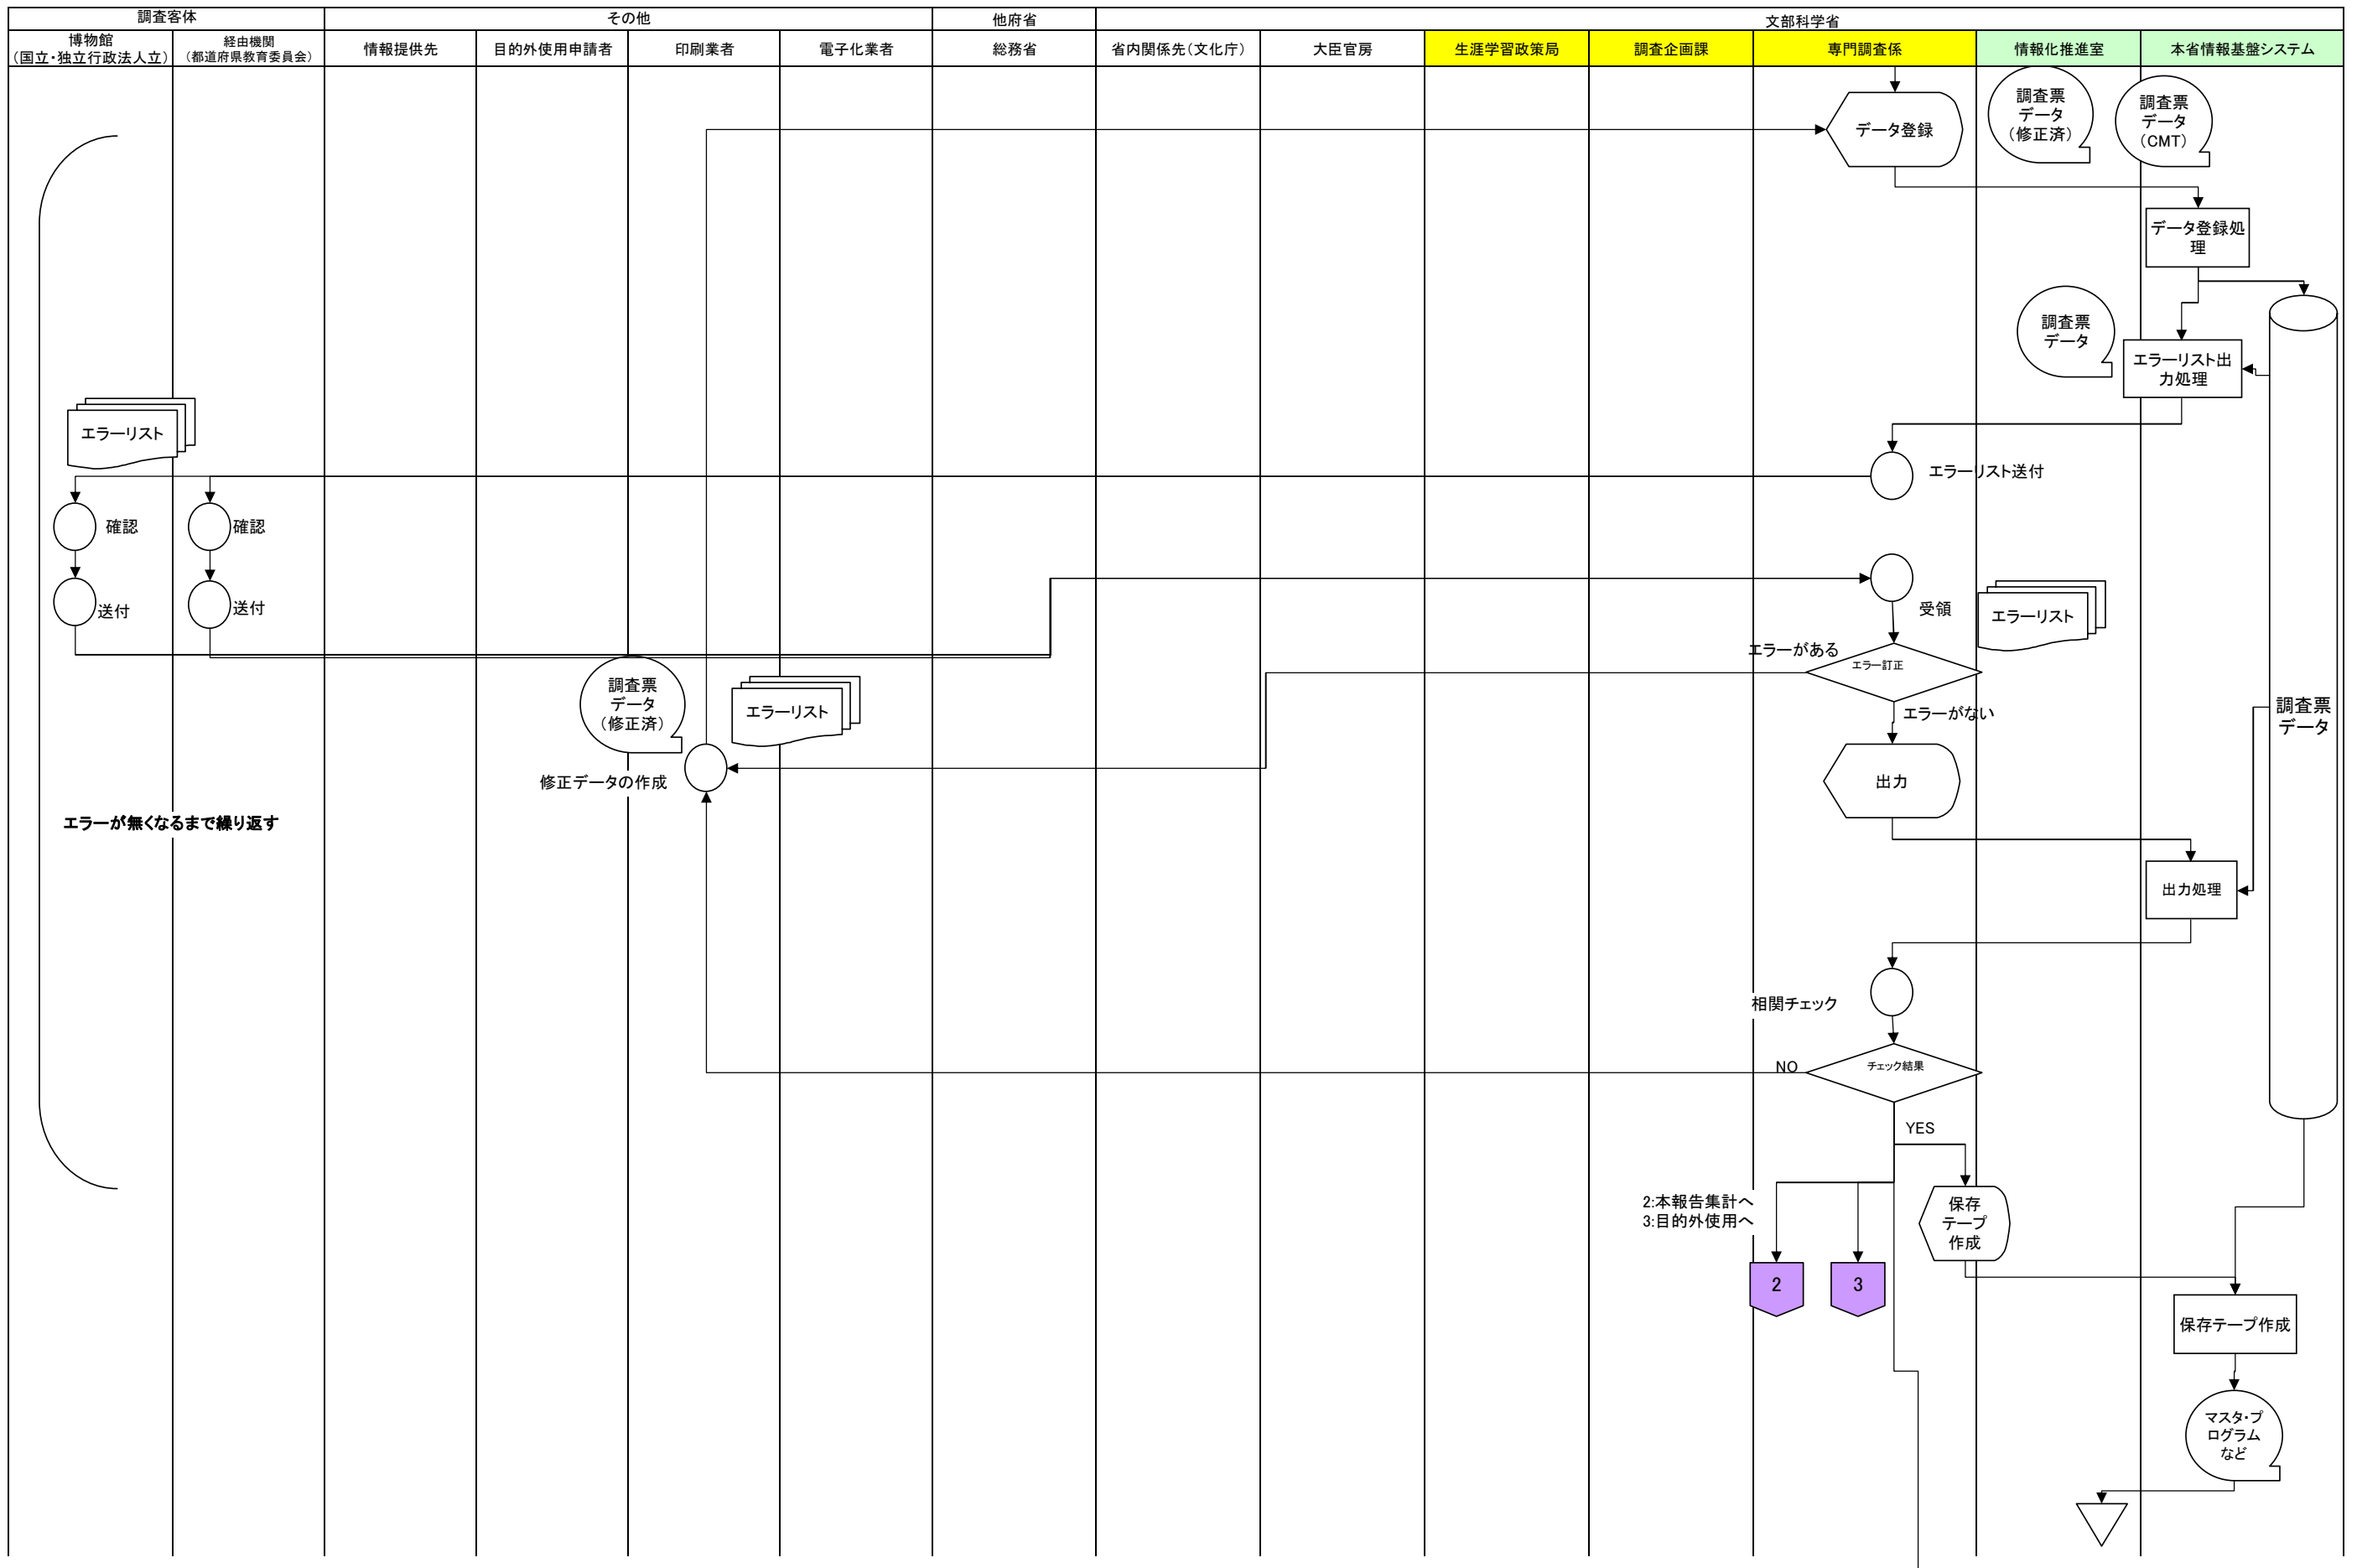 調査客体
その他
他府省
文部科学省
博物館
（国立・独立行政法人立）
経由機関
（都道府県教育委員会）
情報提供先
目的外使用申請者
印刷業者
電子化業者
総務省
省内関係先（文化庁）
大臣官房
生涯学習政策局
調査企画課
専門調査係
情報化推進室
本省情報基盤システム
データ登録
調査票
データ
（修正済）
調査票
データ
（CMT）
データ登録処
理
調査票
データ
エラーリスト出
力処理
エラーリスト
エラーリスト送付
確認
確認
送付
送付
受領
エラーリスト
エラーがある
エラー訂正
エラーがない
調査票
データ
（修正済）
エラーリスト
調査票
データ
修正データの作成
出力
エラーが無くなるまで繰り返す
出力処理
相関チェック
NO
チェック結果
YES
2:本報告集計へ
3:目的外使用へ
保存
テープ
作成
2
3
保存テープ作成
マスタ・プ
ログラム
など